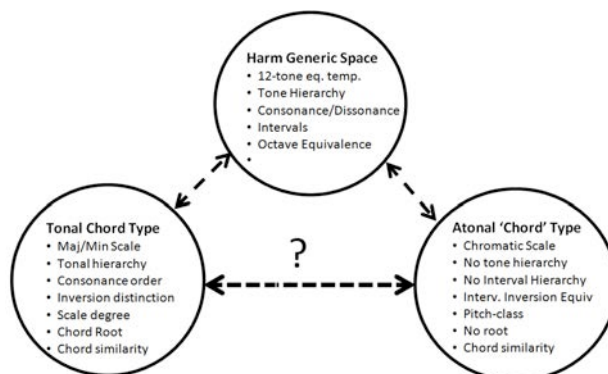 Harm Generic Space
• 12-tone eq. temp.
• Tone Hierarchy
• Consonance/Dissonance
• Intervals
• Octave Equivalence
•
Tonal Chord Type
• Maj/Min Scale
• Tonal hierarchy
• Consonance order
• Inversion distinction
• Scale degree
• Chord Root
• Chord similarity
?
Atonal ‘Chord’ Type
• Chromatic Scale
• No tone hierarchy
• No Interval Hierarchy
• Interv. Inversion Equiv
• Pitch-class
• No root
• Chord similarity